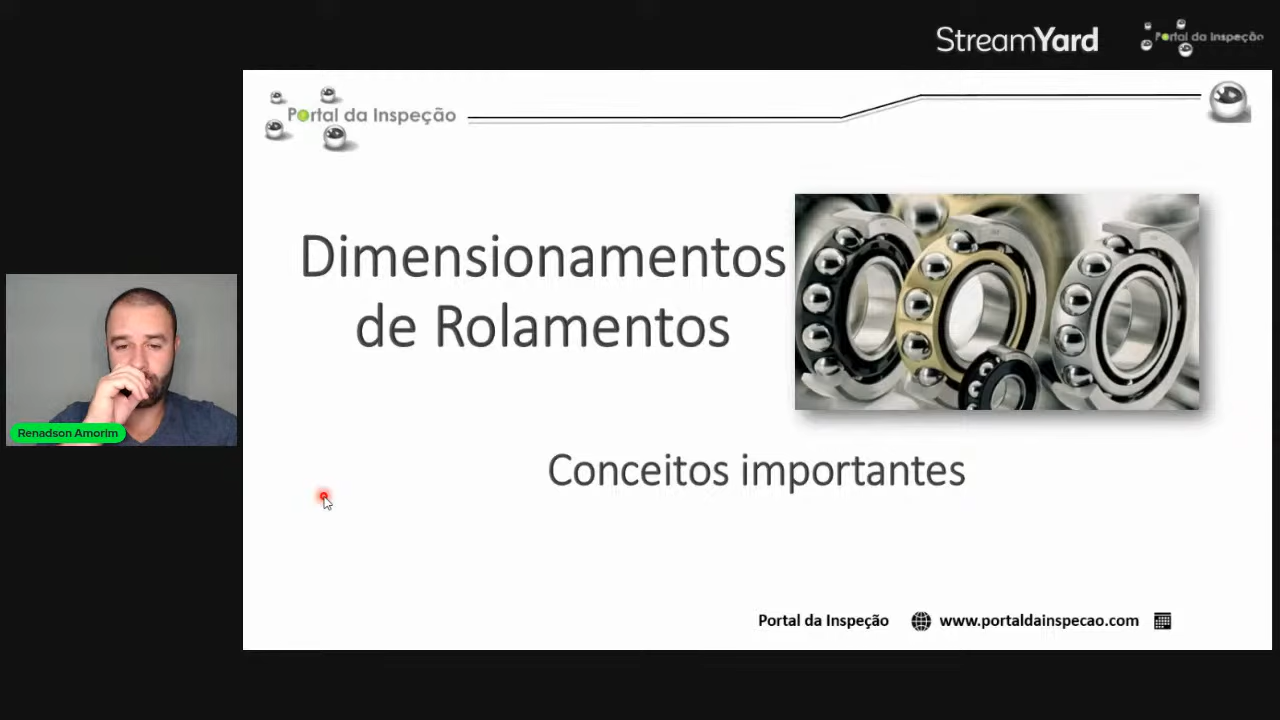 StreamYard
Portal da Inspeção
Portal da Inspeção
Dimensionamentos
de Rolamentos
Conceitos importantes
Renadson Amorim
Portal da Inspeção
www.portaldainspecao.com